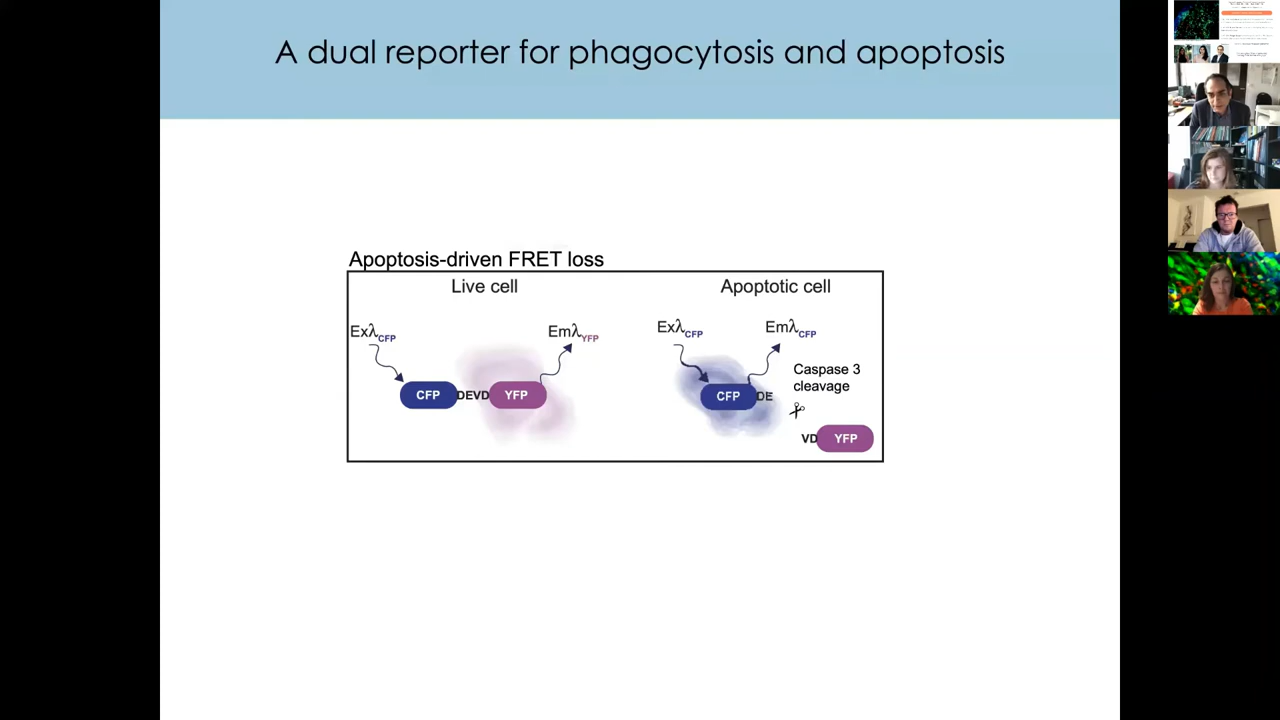 A dual reporter for phagocytosis and apoptosis
Apoptosis-driven FRET loss
Live cell
Apoptotic cell
ExλCFP
EmλYFP
ExλCFP
EmλCFP
Caspase 3
cleavage
CFP DEVD YFP
CFP DE
VD YFP